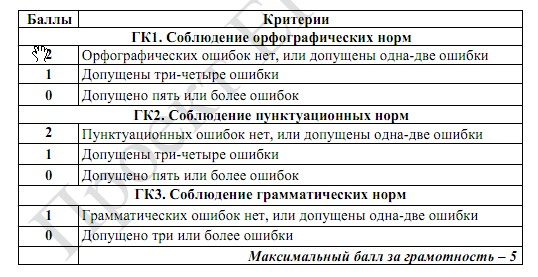 Баллы Критерии
ГК1. Соблюдение орфографических норм
2 Орфографических ошибок нет, или допущены одна-две ошибки
1 Допущены три-четыре ошибки
0 Допущено пять или более ошибок
ГК2. Соблюдение пунктуационных норм
2 Пунктуационных ошибок нет, или допущены одна-две ошибки
1 Допущены три-четыре ошибки
0 Допущено пять или более ошибок
ГК3. Соблюдение грамматических норм
1 Грамматических ошибок нет, или допущены одна-две ошибки
0 Допущено три или более ошибки
Максимальный балл за грамотность – 5
Проект